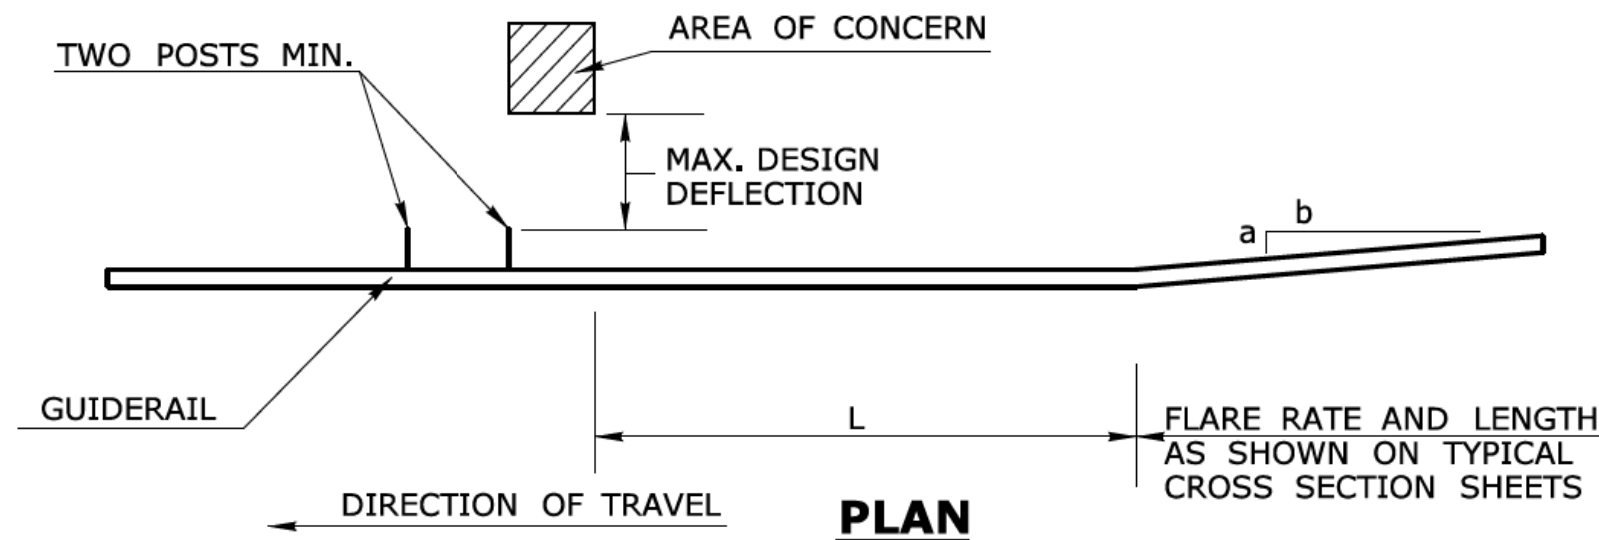 AREA OF CONCERN
TWO POSTS MIN.
MAX. DESIGN
DEFLECTION
b
a
GUIDERAIL
L
FLARE RATE AND LENGTH
AS SHOWN ON TYPICAL
CROSS SECTION SHEETS
DIRECTION OF TRAVEL
PLAN